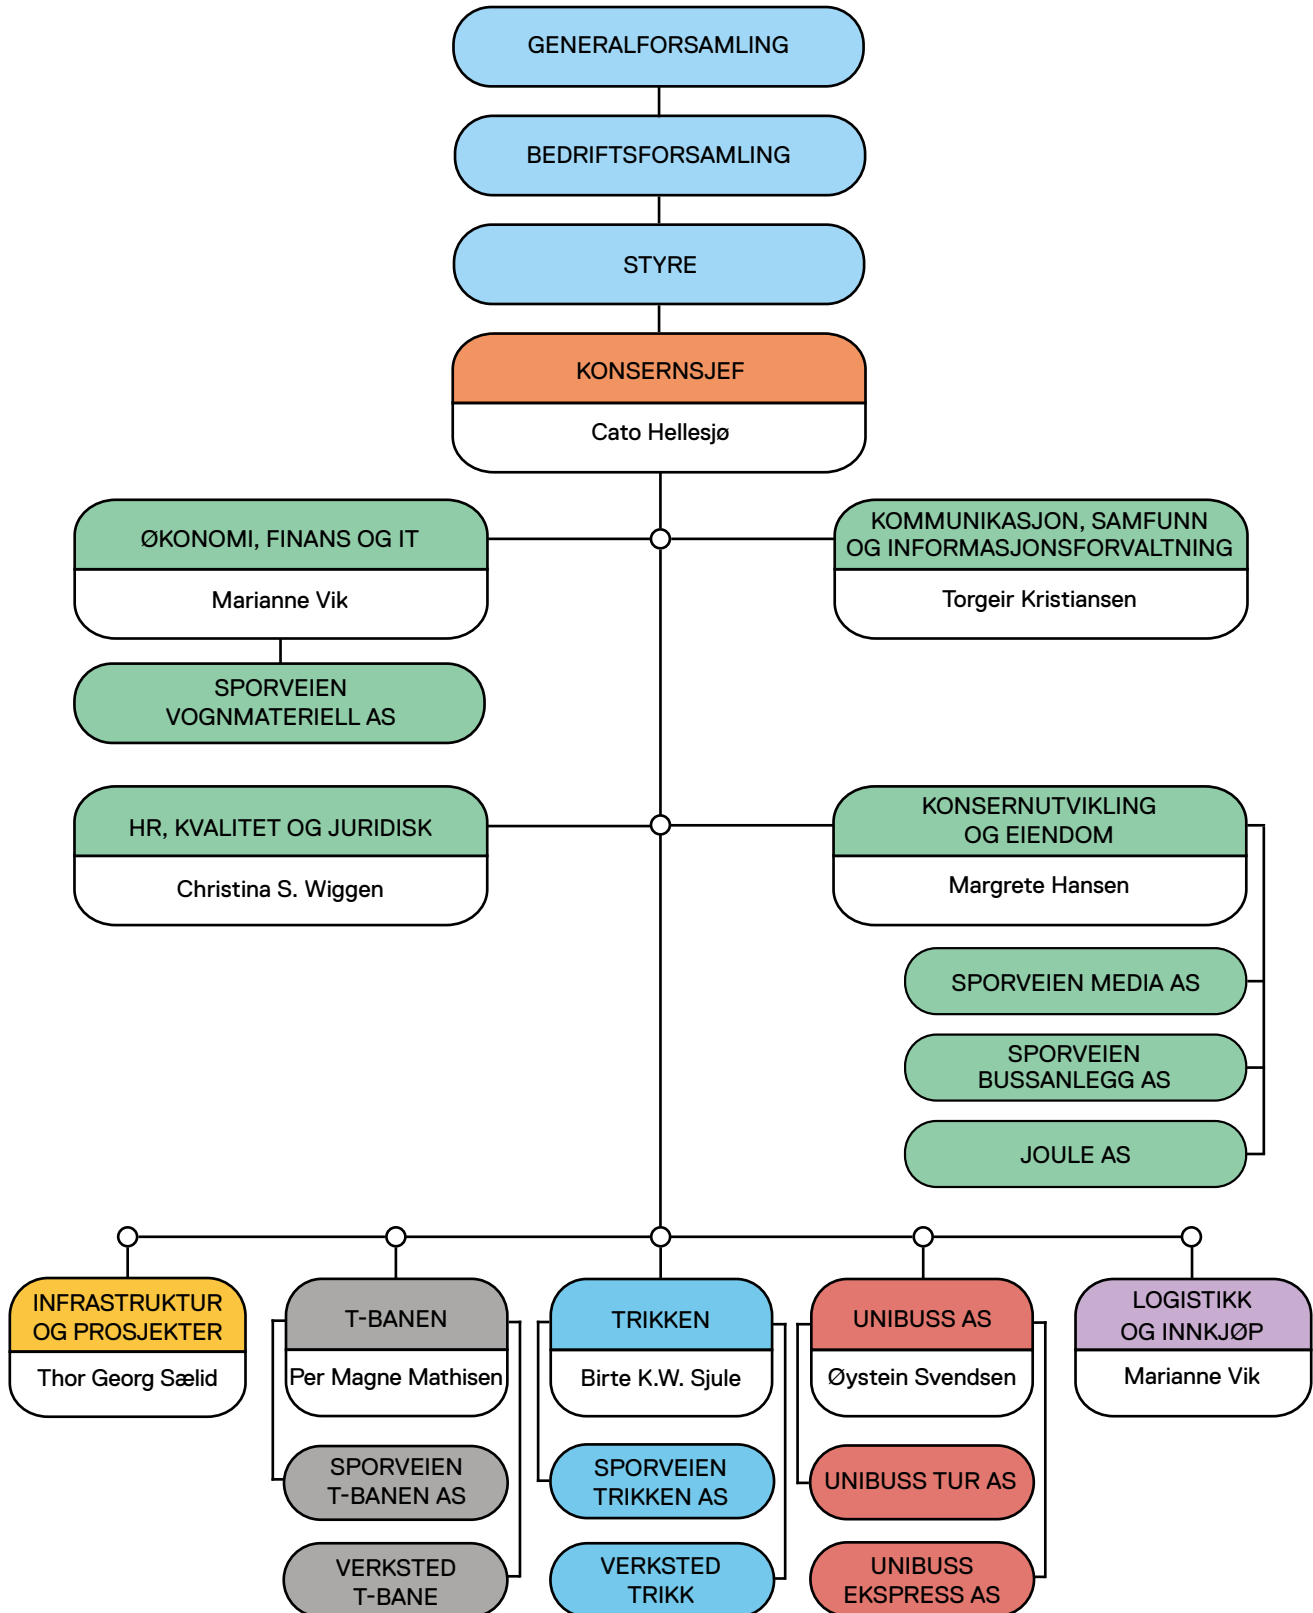 GENERALFORSAMLING
BEDRIFTSFORSAMLING
STYRE
KONSERNSJEF
Cato Hellesjø
ØKONOMI, FINANS OG IT
Marianne Vik
SPORVEIEN
VOGNMATERIELL AS
KOMMUNIKASJON, SAMFUNN
OG INFORMASJONSFORVALTNING
Torgeir Kristiansen
HR, KVALITET OG JURIDISK
Christina S. Wiggen
KONSERNUTVIKLING
OG EIENDOM
Margrete Hansen
SPORVEIEN MEDIA AS
SPORVEIEN
BUSSANLEGG AS
JOULE AS
INFRASTRUKTUR
OG PROSJEKTER
Thor Georg Sælid
T-BANEN
Per Magne Mathisen
SPORVEIEN
T-BANEN AS
VERKSTED
T-BANE
TRIKKEN
Birte K.W. Sjule
SPORVEIEN
TRIKKEN AS
VERKSTED
TRIKK
UNIBUSS AS
Øystein Svendsen
UNIBUSS TUR AS
UNIBUSS
EKSPRESS AS
LOGISTIKK
OG INNKJØP
Marianne Vik